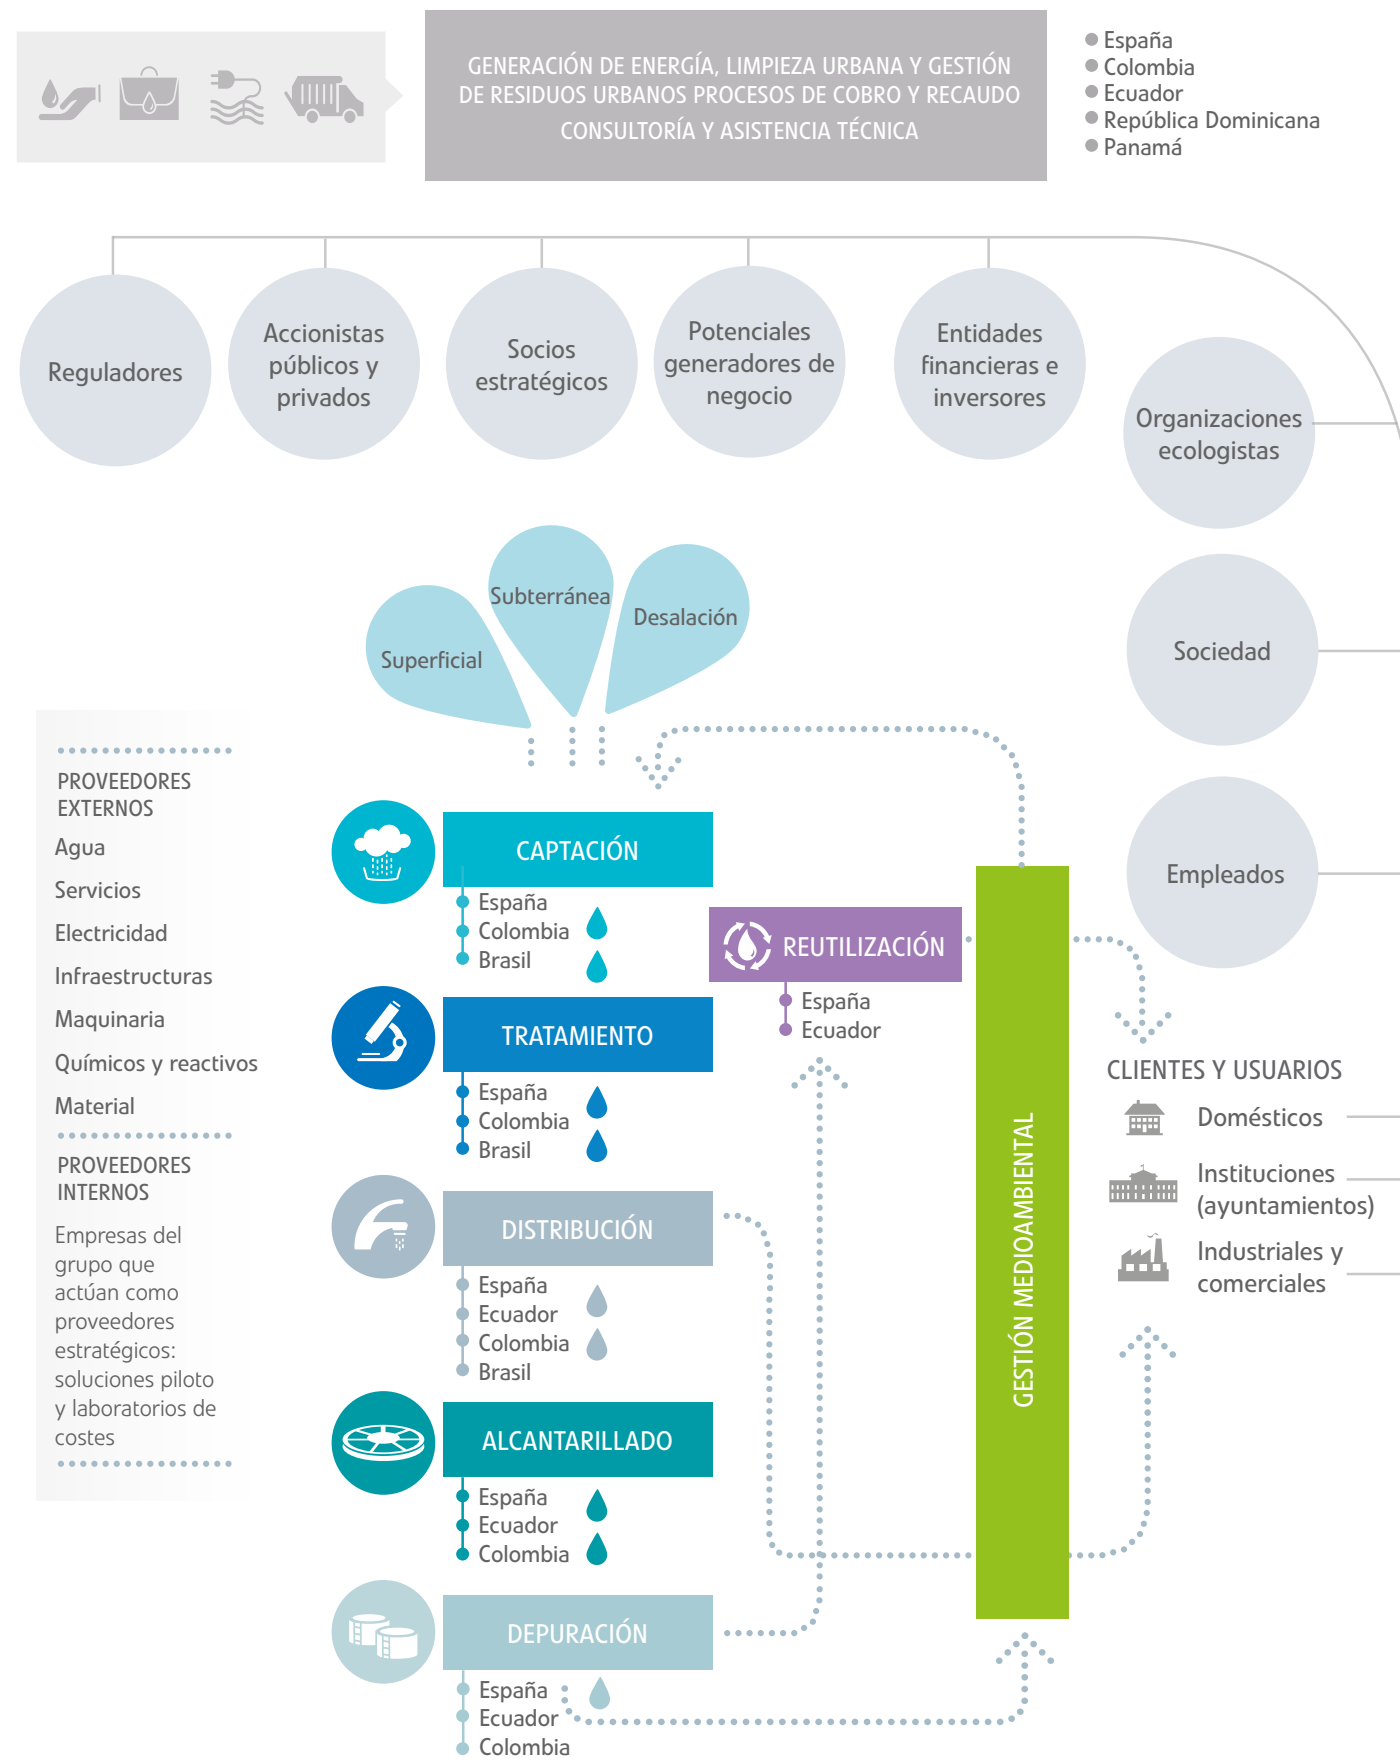 GENERACIÓN DE ENERGÍA, LIMPIEZA URBANA Y GESTIÓN
DE RESIDUOS URBANOS PROCESOS DE COBRO Y RECAUDO
CONSULTORÍA Y ASISTENCIA TÉCNICA
España
Colombia
Ecuador
República Dominicana
Panamá
Reguladores
Accionistas
públicos y
privados
Socios
estratégicos
Potenciales
generadores de
negocio
Entidades
financieras e
inversores
Organizaciones
ecologistas
Sociedad
Empleados
Superficial
Subterránea
Desalación
PROVEEDORES
EXTERNOS
Agua
Servicios
Electricidad
Infraestructuras
Maquinaria
Químicos y reactivos
Material
PROVEEDORES
INTERNOS
Empresas del
grupo que
actúan como
proveedores
estratégicos:
soluciones piloto
y laboratorios de
costes
CAPTACIÓN
España
Colombia
Brasil
TRATAMIENTO
España
Colombia
Brasil
DISTRIBUCIÓN
España
Ecuador
Colombia
Brasil
ALCANTARILLADO
España
Ecuador
Colombia
DEPURACIÓN
España
Ecuador
Colombia
REUTILIZACIÓN
España
Ecuador
GESTIÓN MEDIOAMBIENTAL
CLIENTES Y USUARIOS
Domésticos
Instituciones
(ayuntamientos)
Industriales y
comerciales